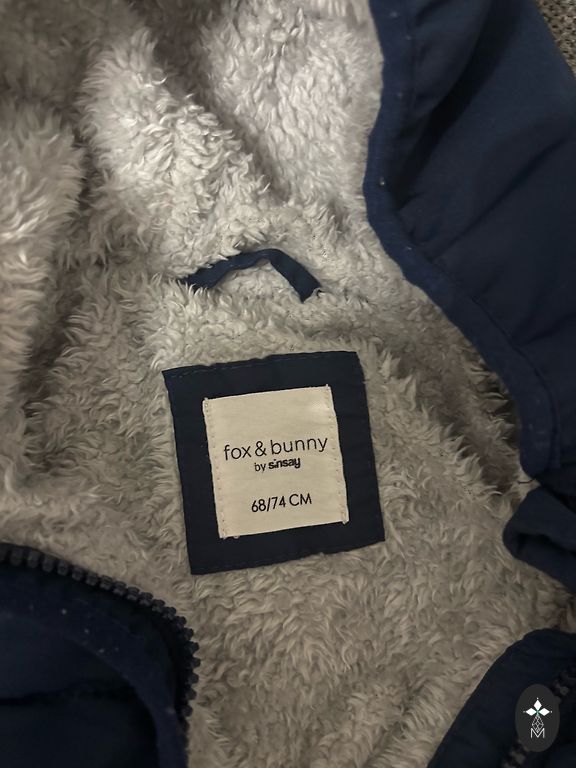 fox & bunny
by sinsay
68/74 CM
M